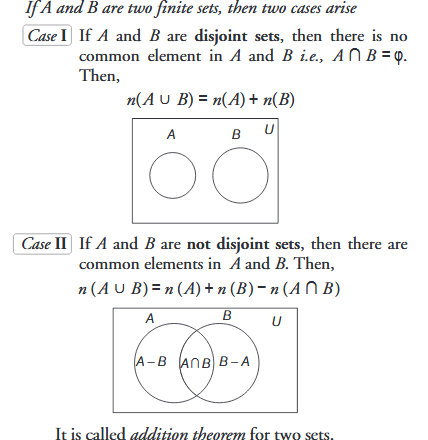 If A and B are two finite sets, then two cases arise
Case I If A and B are disjoint sets, then there is no
common element in A and B i.e., A ∩ B = φ.
Then,
n(A ∪ B) = n(A) + n(B)
A B U
Case II If A and B are not disjoint sets, then there are
common elements in A and B. Then,
n (A ∪ B) = n (A) + n (B) − n (A ∩ B)
A B U
A – B A∩B B – A
It is called addition theorem for two sets.